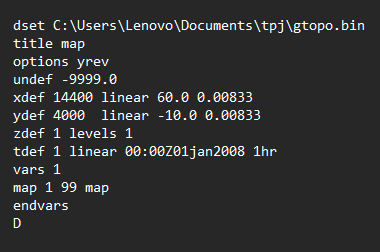 dset C:\Users\Lenovo\Documents\tpj\gtopo.bin
title map
options yrev
undef -9999.0
xdef 14400 linear 60.0 0.00833
ydef 4000  linear -10.0 0.00833
zdef 1 levels 1
tdef 1 linear 00:00Z01jan2008 1hr
vars 1
map 1 99 map
endvars
D